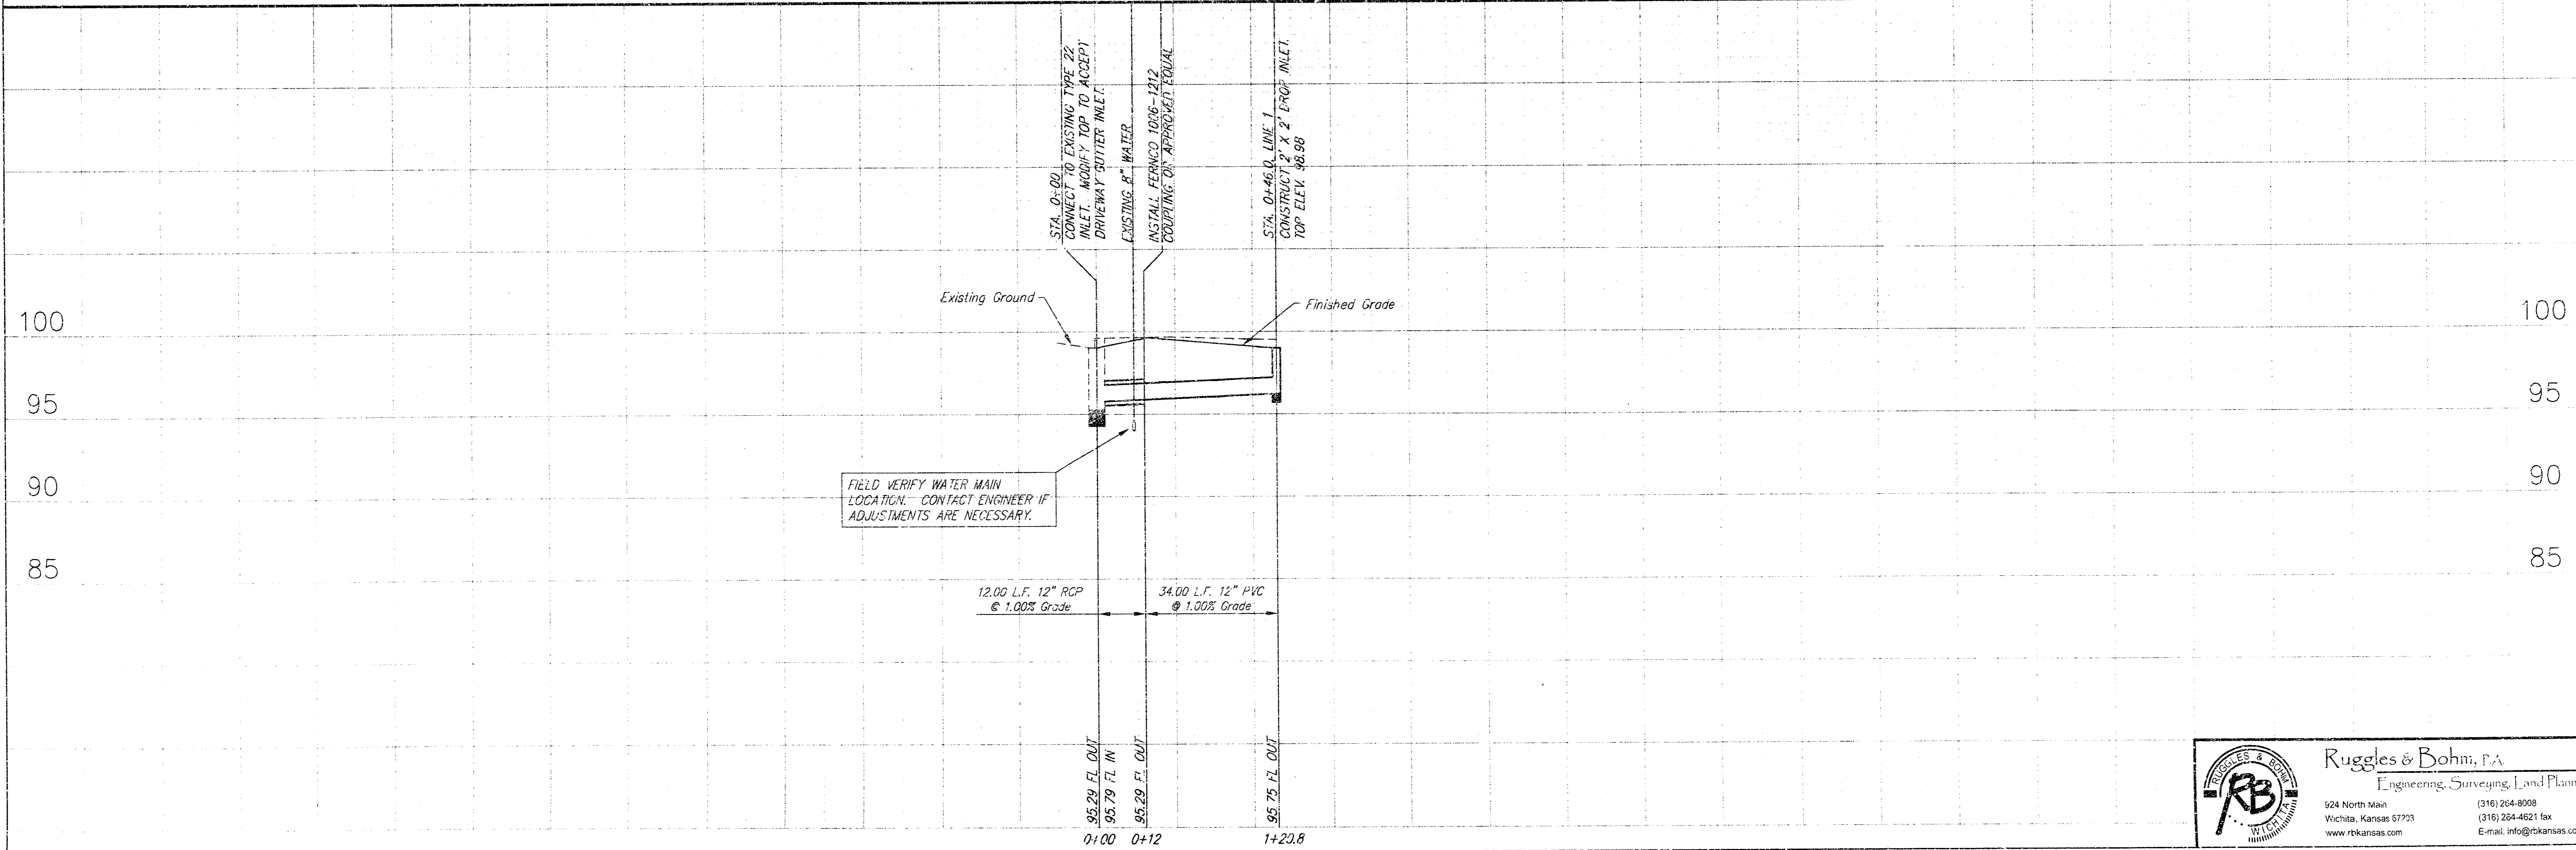 STA. 0+00
CONNECT TO EXISTING TYPE 22
INLET. MODIFY TOP TO ACCEPT
DRIVEWAY GUTTER INLET.
EXISTING 8" WATER
INSTALL FERNCO 1006-1212
COUPLING OR APPROVED EQUAL
STA. 0+46.0, LINE 1
CONSTRUCT 2' X 2' DROP INLET.
TOP ELEV. 98.98
Existing Ground
Finished Grade
100
100
95
95
90
90
85
85
FIELD VERIFY WATER MAIN
LOCATION. CONTACT ENGINEER IF
ADJUSTMENTS ARE NECESSARY.
12.00 L.F. 12" RCP
@ 1.00% Grade
34.00 L.F. 12" PVC
@ 1.00% Grade
95.29 FL OUT
95.79 FL IN
95.29 FL OUT
95.75 FL OUT
0+00
0+12
1+20.8
RUGGLES & BOHM
RB
WICHITA
Ruggles & Bohm, P.A.
Engineering, Surveying, Land Plann
924 North Main
(316) 264-8008
Wichita, Kansas 67203
(316) 264-4621 fax
www.rbkansas.com
E-mail: info@rbkansas.co